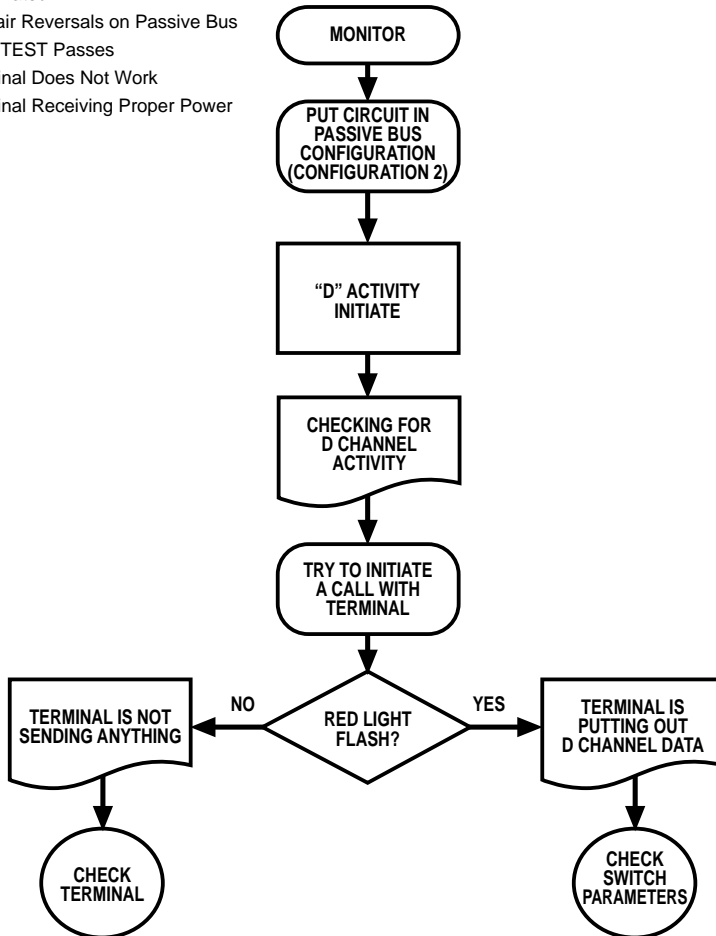 air Reversals on Passive Bus
TEST Passes
inal Does Not Work
inal Receiving Proper Power
MONITOR
PUT CIRCUIT IN
PASSIVE BUS
CONFIGURATION
(CONFIGURATION 2)
“D” ACTIVITY
INITIATE
CHECKING FOR
D CHANNEL
ACTIVITY
TRY TO INITIATE
A CALL WITH
TERMINAL
RED LIGHT
FLASH?
NO
YES
TERMINAL IS NOT
SENDING ANYTHING
TERMINAL IS
PUTTING OUT
D CHANNEL DATA
CHECK
TERMINAL
CHECK
SWITCH
PARAMETERS